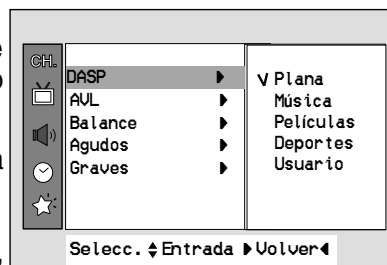 CH.
DASP
AVL
Balance
Agudos
Graves
V Plana
Música
Películas
Deportes
Usuario
Selecc. Entrada Volver